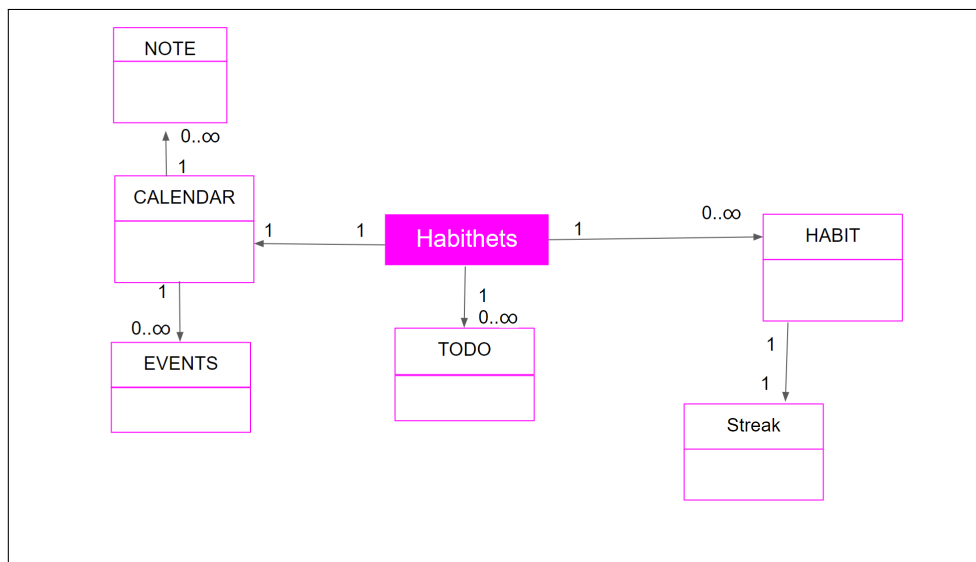 NOTE
0..∞
1
CALENDAR
1
1
Habithets
1
0..∞
HABIT
1
0..∞
EVENTS
1
0..∞
TODO
1
1
Streak